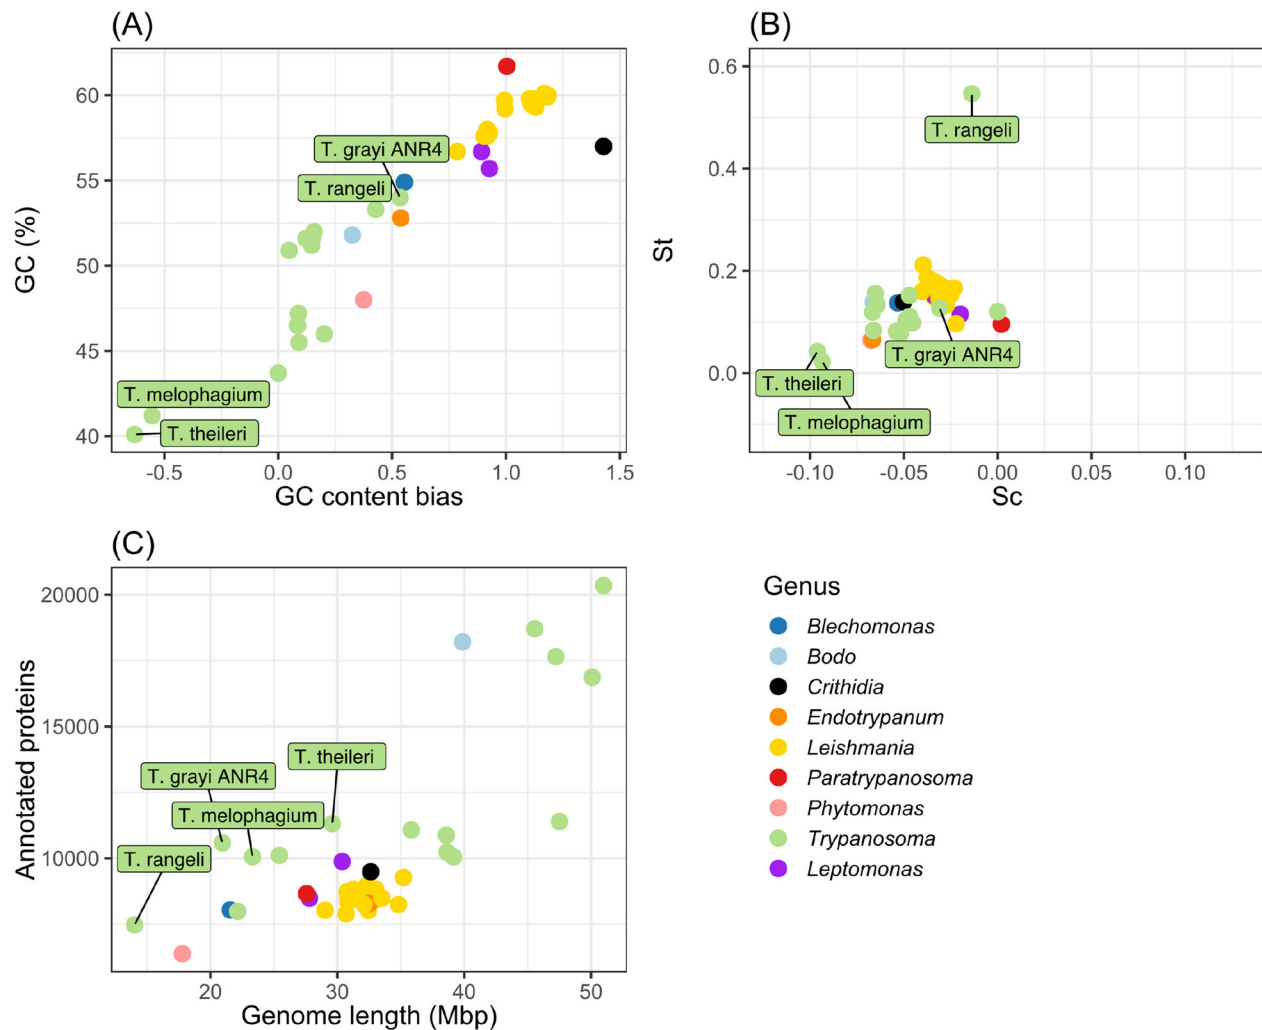 (A)
GC (%)
60
55
50
45
40
T. grayi ANR4
T. rangeli
T. melophagium
T. theileri
-0.5
0.0
0.5
1.0
1.5
GC content bias
(B)
St
0.6
0.4
0.2
0.0
T. rangeli
T. grayi ANR4
T. theileri
T. melophagium
-0.10
-0.05
0.00
0.05
0.10
Sc
(C)
Annotated proteins
20000
15000
10000
T. theileri
T. grayi ANR4
T. melophagium
T. rangeli
20
30
40
50
Genome length (Mbp)
Genus
Blechomonas
Bodo
Crithidia
Endotrypanum
Leishmania
Paratrypanosoma
Phytomonas
Trypanosoma
Leptomonas